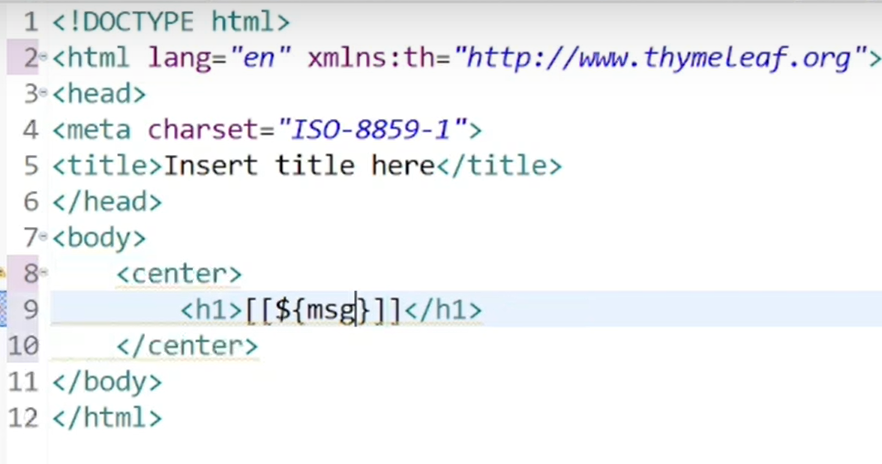 1 <!DOCTYPE html>
2 <html lang="en" xmlns:th="http://www.thymeleaf.org">
3 <head>
4 <meta charset="ISO-8859-1">
5 <title>Insert title here</title>
6 </head>
7 <body>
8     <center>
9         <h1>[[${msg}]]</h1>
10     </center>
11 </body>
12 </html>